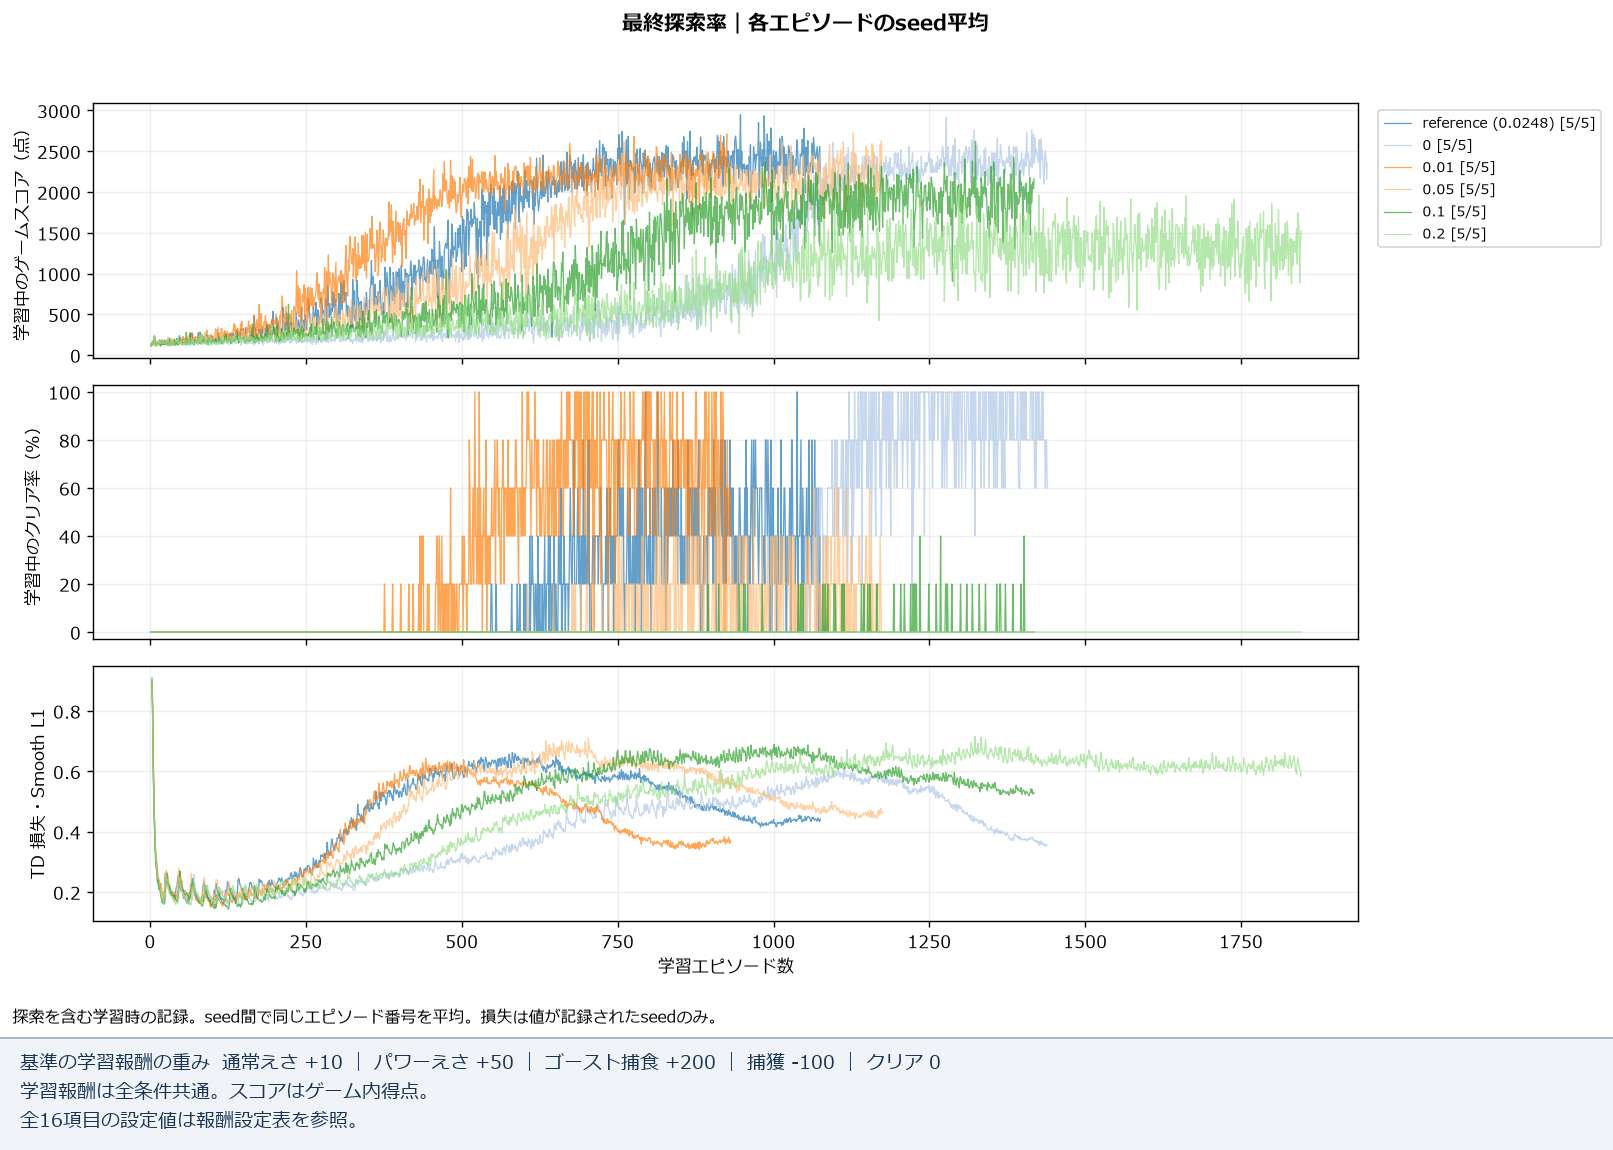 最終探索率｜各エピソードのseed平均
学習中のゲームスコア（点）
3000
2500
2000
1500
1000
500
0
reference (0.0248) [5/5]
0 [5/5]
0.01 [5/5]
0.05 [5/5]
0.1 [5/5]
0.2 [5/5]
学習中のクリア率（%）
100
80
60
40
20
0
TD 損失・Smooth L1
0.8
0.6
0.4
0.2
0 250 500 750 1000 1250 1500 1750
学習エピソード数
探索を含む学習時の記録。seed間で同じエピソード番号を平均。損失は値が記録されたseedのみ。
基準の学習報酬の重み 通常えさ +10 ｜ パワーえさ +50 ｜ ゴースト捕食 +200 ｜ 捕獲 -100 ｜ クリア 0
学習報酬は全条件共通。スコアはゲーム内得点。
全16項目の設定値は報酬設定表を参照。